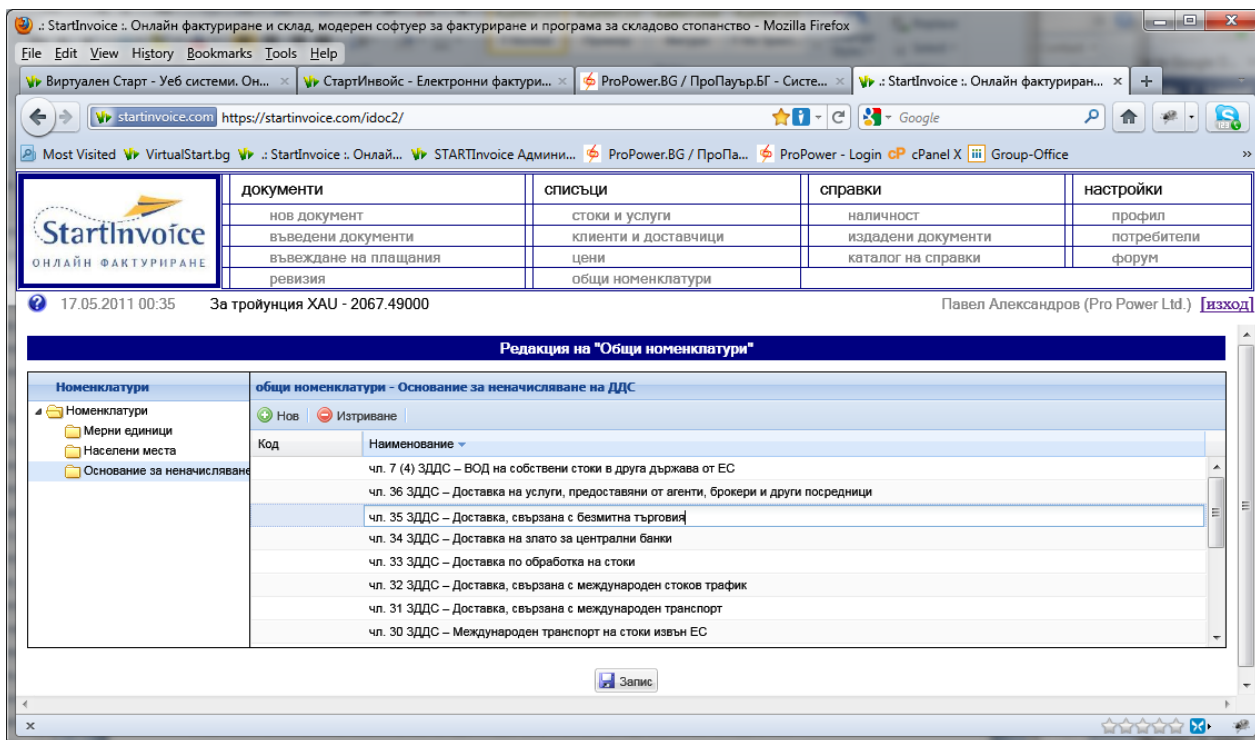 .: StartInvoice :. Онлайн фактуриране и склад, модерен софтуер за фактуриране и програма за складово стопанство - Mozilla Firefox
File Edit View History Bookmarks Tools Help
Виртуален Старт - Уеб системи. Он... СтартИнвойс - Електронни фактури... ProPower.BG / ПроПауър.БГ - Систе... .: StartInvoice :. Онлайн фактуриран...
startinvoice.com https://startinvoice.com/idoc2/ Google
Most Visited VirtualStart.bg .: StartInvoice :. Онлай... STARTInvoice Админи... ProPower.BG / ПроПа... ProPower - Login cPanel X Group-Office »
StartInvoice
ОНЛАЙН ФАКТУРИРАНЕ
документи списъци справки настройки
нов документ стоки и услуги наличност профил
въведени документи клиенти и доставчици издадени документи потребители
въвеждане на плащания цени каталог на справки форум
ревизия общи номенклатури
17.05.2011 00:35 За тройунция XAU - 2067.49000 Павел Александров (Pro Power Ltd.) [изход]
Редакция на "Общи номенклатури"
Номенклатури общи номенклатури - Основание за неначисляване на ДДС
Номенклатури Нов Изтриване
Мерни единици
Населени места Код Наименование
Основание за неначисляване чл. 7 (4) ЗДДС – ВОД на собствени стоки в друга държава от ЕС
чл. 36 ЗДДС – Доставка на услуги, предоставяни от агенти, брокери и други посредници
чл. 35 ЗДДС – Доставка, свързана с безмитна търговия
чл. 34 ЗДДС – Доставка на злато за централни банки
чл. 33 ЗДДС – Доставка по обработка на стоки
чл. 32 ЗДДС – Доставка, свързана с международен стоков трафик
чл. 31 ЗДДС – Доставка, свързана с международен транспорт
чл. 30 ЗДДС – Международен транспорт на стоки извън ЕС
Запис